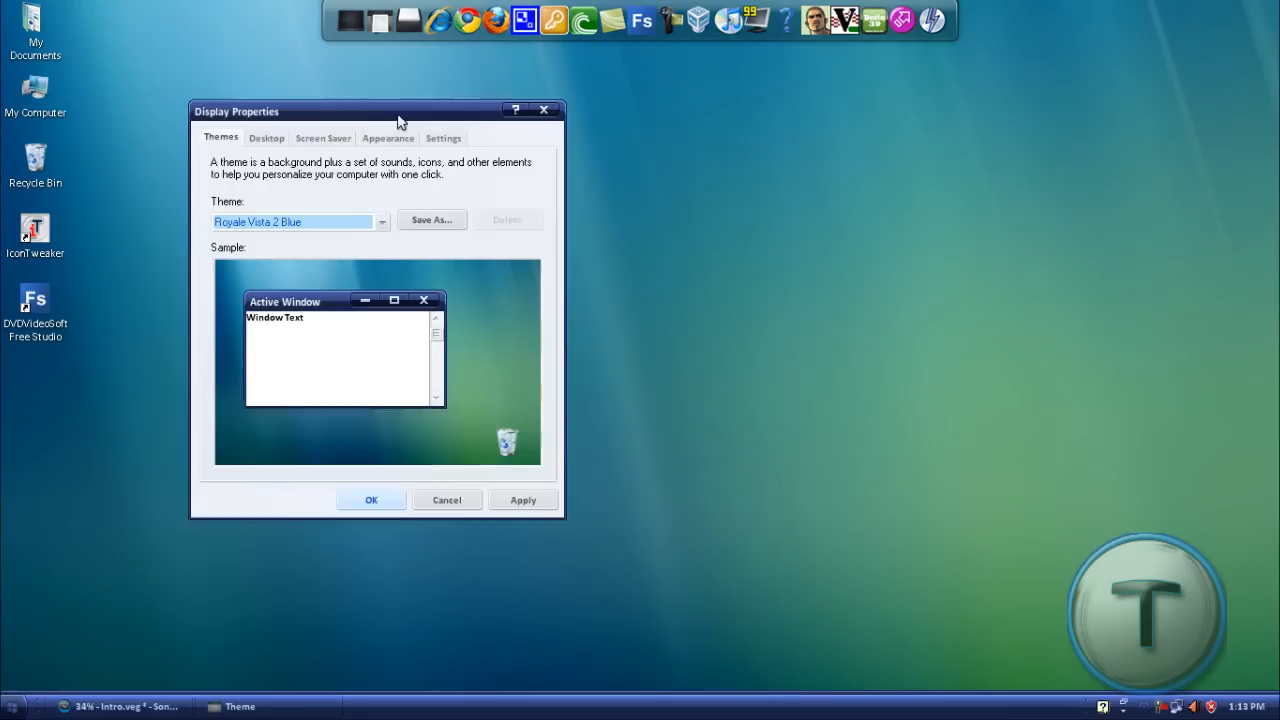 My
Documents
My Computer
Recycle Bin
IconTweaker
Fs
DVDVideoSoft
Free Studio
Fs
99
V
Display Properties
?
Themes
Desktop
Screen Saver
Appearance
Settings
A theme is a background plus a set of sounds, icons, and other elements
to help you personalize your computer with one click.
Theme:
Royale Vista 2 Blue
Save As...
Delete
Sample:
Active Window
Window Text
OK
Cancel
Apply
T
34% - Intro.veg * - Son...
Theme
1:13 PM